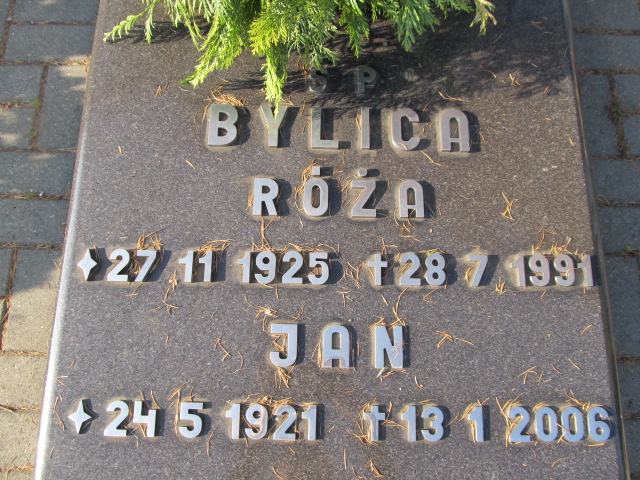 ŚP
BYLICA
RÓŻA
✦ 27 11 1925 † 28 7 1991
JAN
✦ 24 5 1921 † 13 1 2006